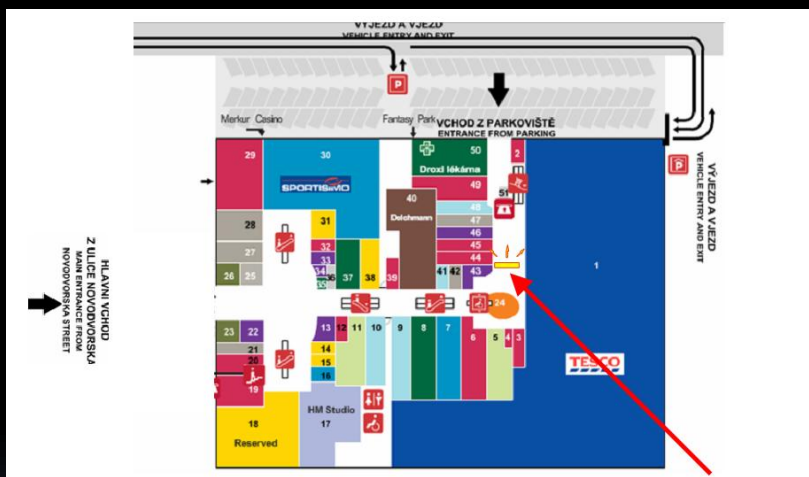 VÝJEZD A VJEZD
VEHICLE ENTRY AND EXIT
P
Merkur Casino
Fantasy Park
VCHOD Z PARKOVIŠTĚ
ENTRANCE FROM PARKING
P
VÝJEZD A VJEZD
VEHICLE ENTRY AND EXIT
29
30
SPORTISIMO
50
Droxi lékárna
2
49
51
40
Deichmann
48
47
46
45
44
43
28
27
26
25
31
32
33
34
35
36
37
38
39
41
42
1
TESCO
24
HLAVNÍ VCHOD
Z ULICE NOVODVORSKÁ
MAIN ENTRANCE FROM
NOVODVORSKA STREET
23
22
21
20
19
13
14
15
16
12
11
10
9
8
7
6
5
4
3
HM Studio
17
18
Reserved